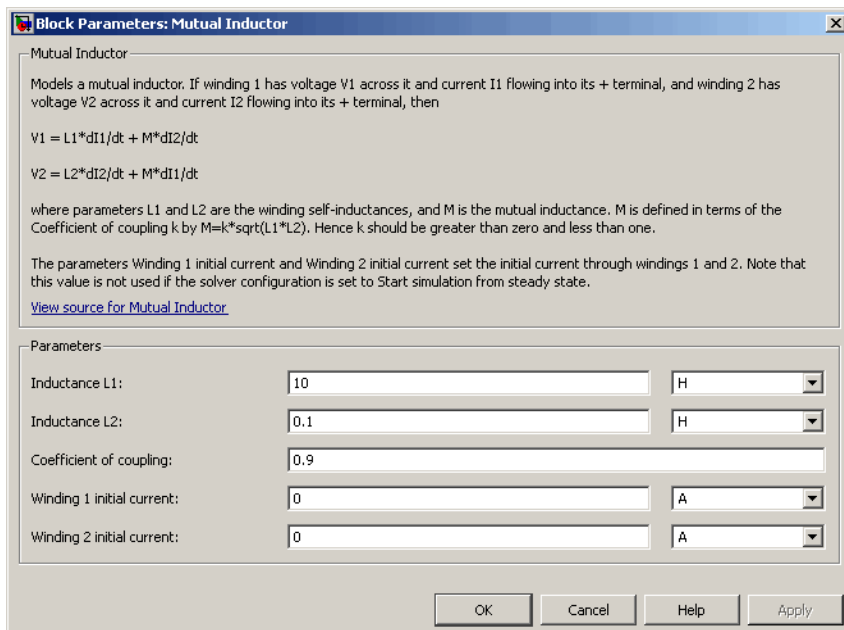 Block Parameters: Mutual Inductor
Mutual Inductor
Models a mutual inductor. If winding 1 has voltage V1 across it and current I1 flowing into its + terminal, and winding 2 has
voltage V2 across it and current I2 flowing into its + terminal, then
V1 = L1*dI1/dt + M*dI2/dt
V2 = L2*dI2/dt + M*dI1/dt
where parameters L1 and L2 are the winding self-inductances, and M is the mutual inductance. M is defined in terms of the
Coefficient of coupling k by M=k*sqrt(L1*L2). Hence k should be greater than zero and less than one.
The parameters Winding 1 initial current and Winding 2 initial current set the initial current through windings 1 and 2. Note that
this value is not used if the solver configuration is set to Start simulation from steady state.
View source for Mutual Inductor
Parameters
Inductance L1: 10 H
Inductance L2: 0.1 H
Coefficient of coupling: 0.9
Winding 1 initial current: 0 A
Winding 2 initial current: 0 A
OK Cancel Help Apply